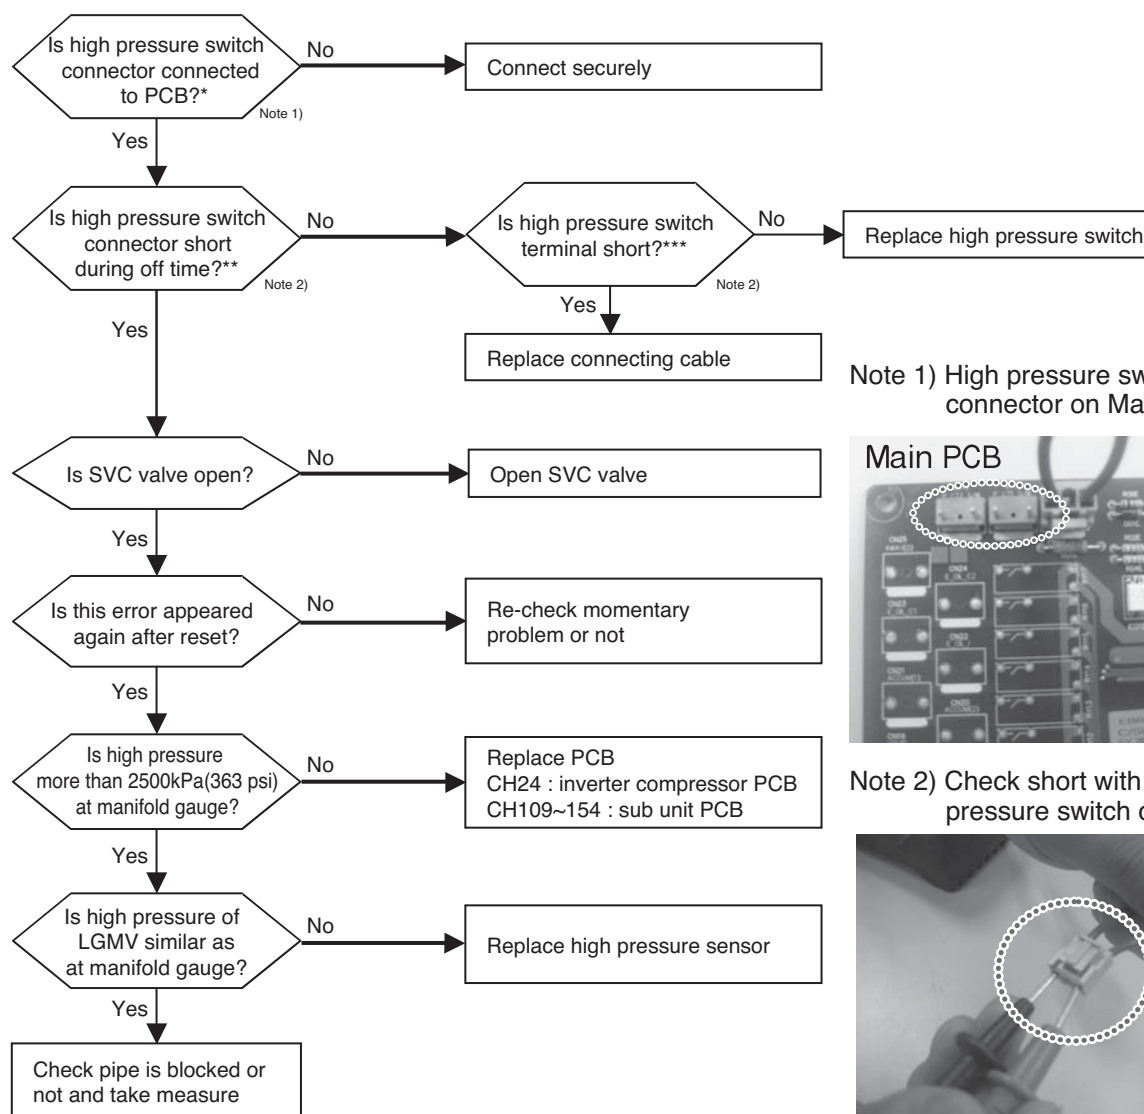 Is high pressure switch
connector connected
to PCB?*
Note 1)
No
Connect securely
Yes
Is high pressure switch
connector short
during off time?**
Note 2)
No
Is high pressure switch
terminal short?***
Note 2)
No
Replace high pressure switch
Yes
Replace connecting cable
Yes
Is SVC valve open?
No
Open SVC valve
Yes
Is this error appeared
again after reset?
No
Re-check momentary
problem or not
Yes
Is high pressure
more than 2500kPa(363 psi)
at manifold gauge?
No
Replace PCB
CH24 : inverter compressor PCB
CH109~154 : sub unit PCB
Yes
Is high pressure of
LGMV similar as
at manifold gauge?
No
Replace high pressure sensor
Yes
Check pipe is blocked or
not and take measure
Note 1) High pressure sw
connector on Ma
Main PCB
CN25
CN24
CN23
CN22
CN21
CN20
Note 2) Check short with
pressure switch c